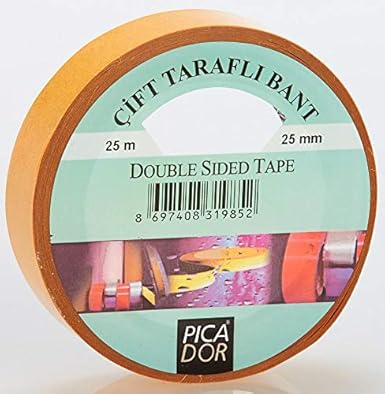 ÇİFT TARAFLI BANT
25 m
25 mm
DOUBLE SIDED TAPE
8 697408 319852
PICA
DOR